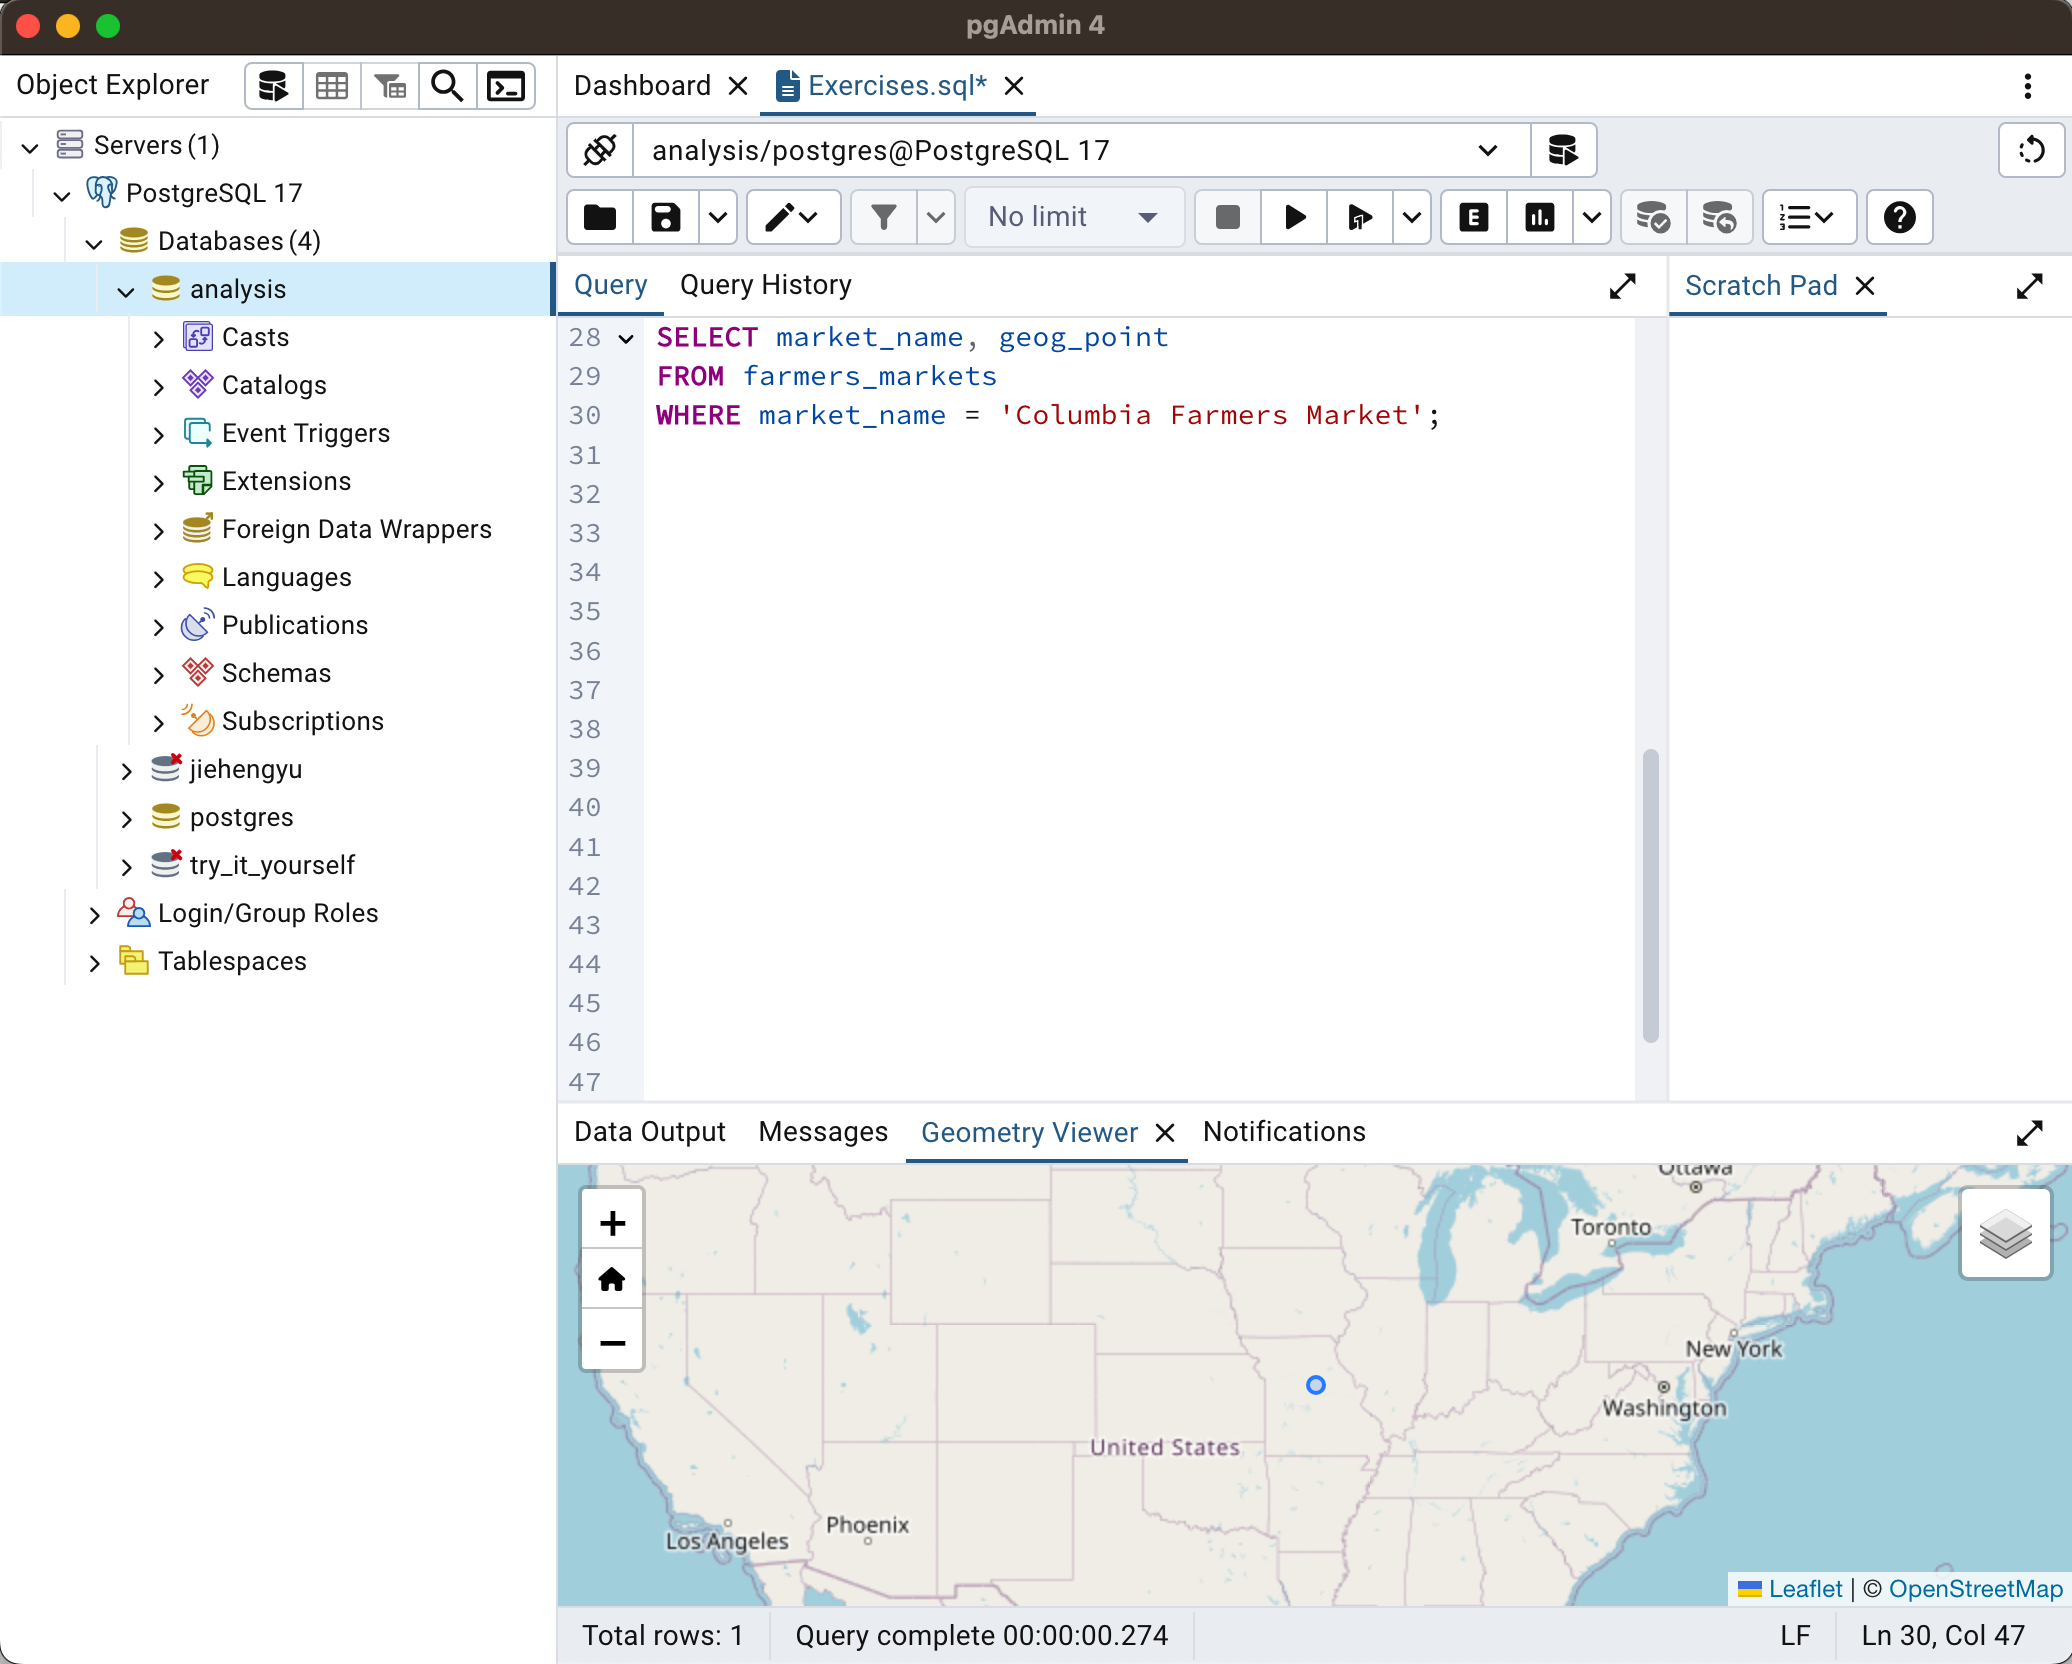 pgAdmin 4
Object Explorer
Dashboard
Exercises.sql*
Servers (1)
PostgreSQL 17
Databases (4)
analysis
Casts
Catalogs
Event Triggers
Extensions
Foreign Data Wrappers
Languages
Publications
Schemas
Subscriptions
jiehengyu
postgres
try_it_yourself
Login/Group Roles
Tablespaces
analysis/postgres@PostgreSQL 17
No limit
E
Query
Query History
Scratch Pad
28 SELECT market_name, geog_point
29 FROM farmers_markets
30 WHERE market_name = 'Columbia Farmers Market';
31
32
33
34
35
36
37
38
39
40
41
42
43
44
45
46
47
Data Output
Messages
Geometry Viewer
Notifications
Ottawa
Toronto
New York
Washington
United States
Phoenix
Los Angeles
Leaflet | © OpenStreetMap
Total rows: 1
Query complete 00:00:00.274
LF
Ln 30, Col 47